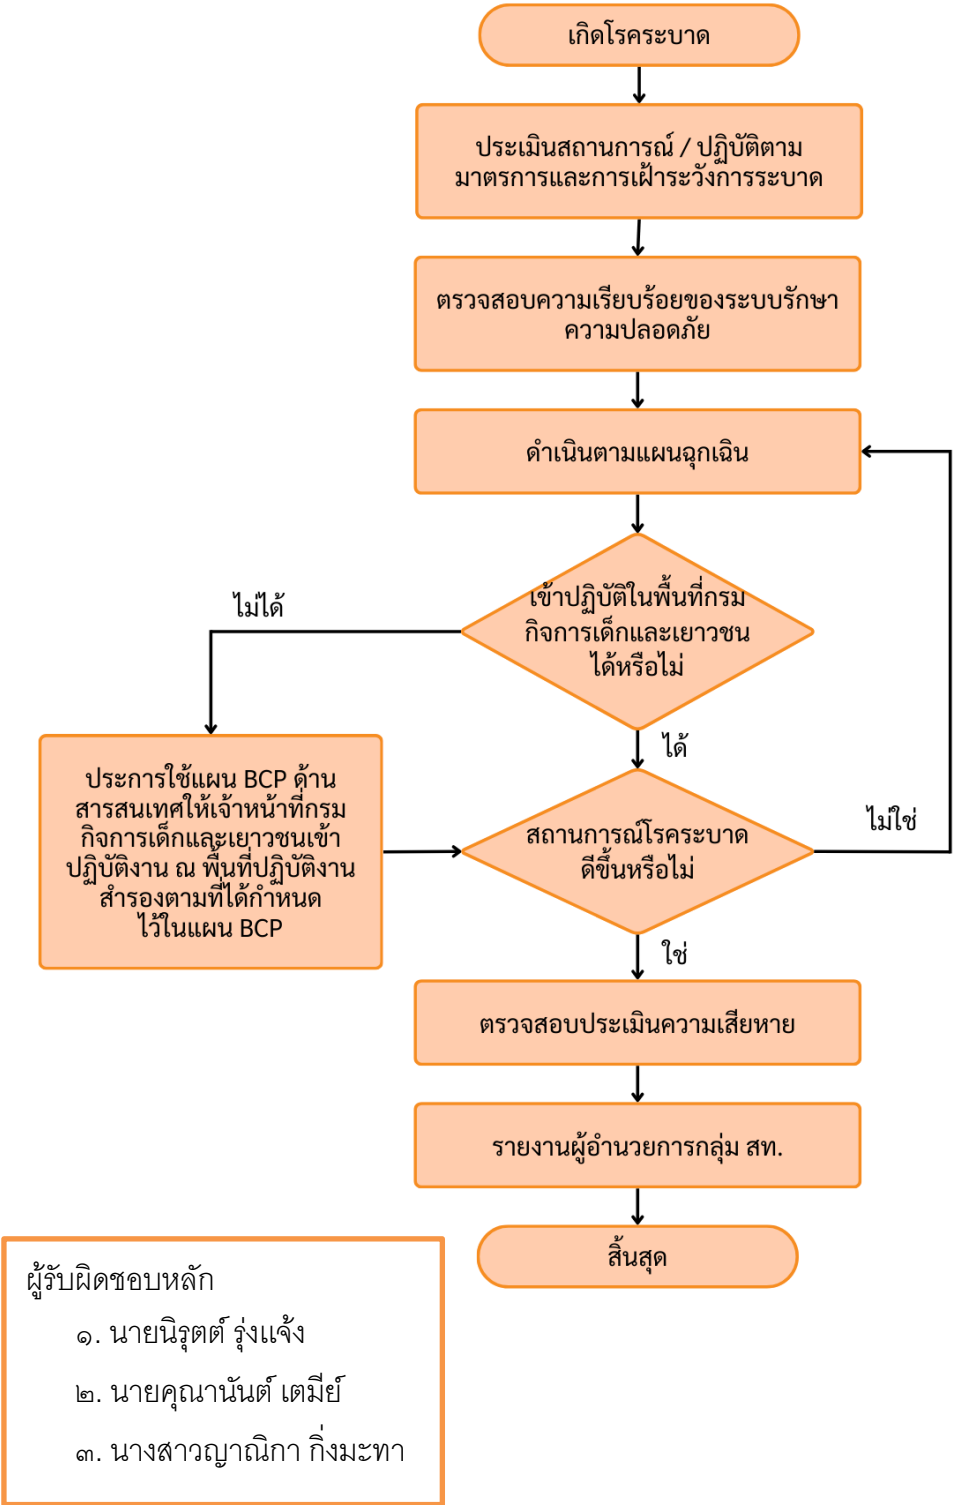 เกิดโรคระบาด
ประเมินสถานการณ์ / ปฏิบัติตาม
มาตรการและการเฝ้าระวังการระบาด
ตรวจสอบความเรียบร้อยของระบบรักษา
ความปลอดภัย
ดำเนินตามแผนฉุกเฉิน
เข้าปฏิบัติในพื้นที่กรม
กิจการเด็กและเยาวชน
ได้หรือไม่
ไม่ได้
ได้
ประการใช้แผน BCP ด้าน
สารสนเทศให้เจ้าหน้าที่กรม
กิจการเด็กและเยาวชนเข้า
ปฏิบัติงาน ณ พื้นที่ปฏิบัติงาน
สำรองตามที่ได้กำหนด
ไว้ในแผน BCP
สถานการณ์โรคระบาด
ดีขึ้นหรือไม่
ไม่ใช่
ใช่
ตรวจสอบประเมินความเสียหาย
รายงานผู้อำนวยการกลุ่ม สท.
สิ้นสุด
ผู้รับผิดชอบหลัก
๑. นายนิรุตต์ รุ่งแจ้ง
๒. นายคุณานันต์ เตมีย์
๓. นางสาวญาณิกา กิ่งมะทา